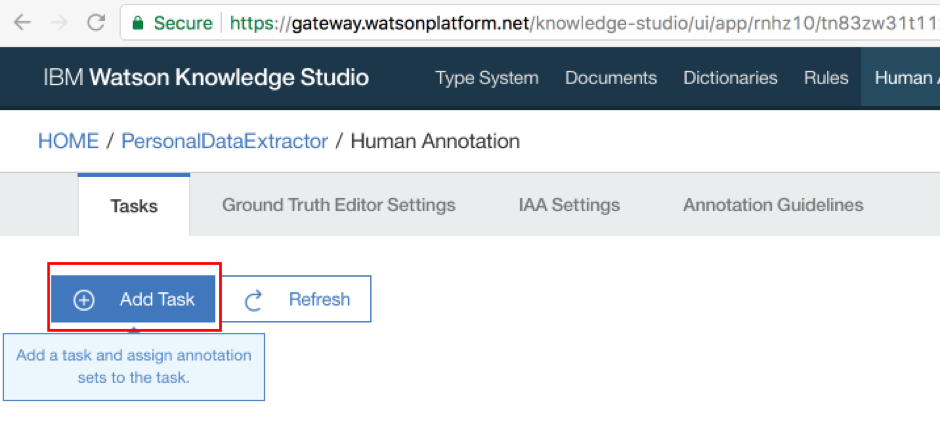 Secure https://gateway.watsonplatform.net/knowledge-studio/ui/app/rnhz10/tn83zw31t11
IBM Watson Knowledge Studio Type System Documents Dictionaries Rules Human
HOME / PersonalDataExtractor / Human Annotation
Tasks Ground Truth Editor Settings IAA Settings Annotation Guidelines
Add Task Refresh
Add a task and assign annotation
sets to the task.